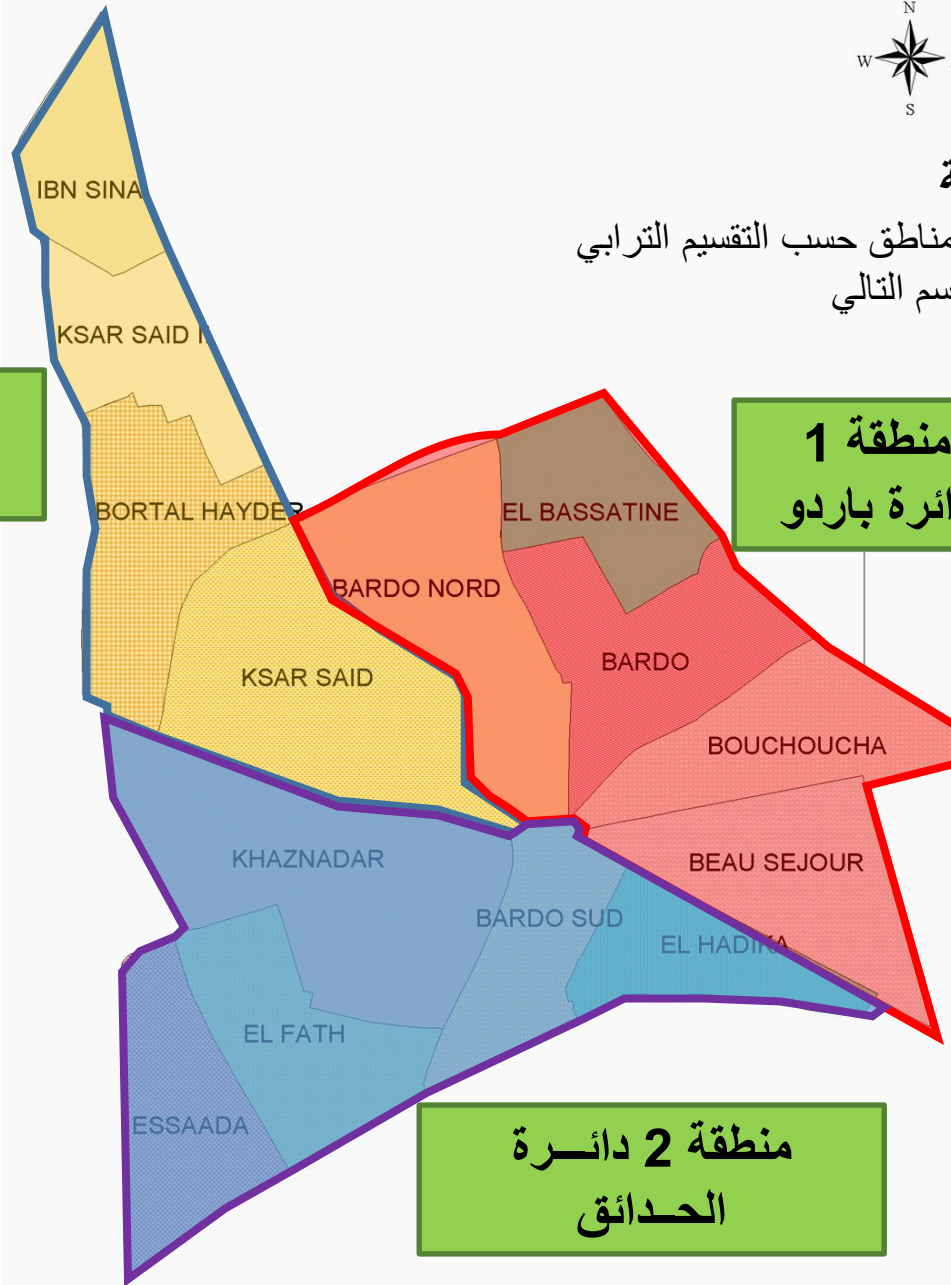 N
W
S
ة
مناطق حسب التقسيم الترابي
سم التالي
IBN SINA
KSAR SAID II
منطقة 1
ائرة باردو
BORTAL HAYDER
EL BASSATINE
BARDO NORD
BARDO
KSAR SAID
BOUCHOUCHA
KHAZNADAR
BEAU SEJOUR
BARDO SUD
EL HADIKA
EL FATH
ESSAADA
منطقة 2 دائـــرة
الحــدائق